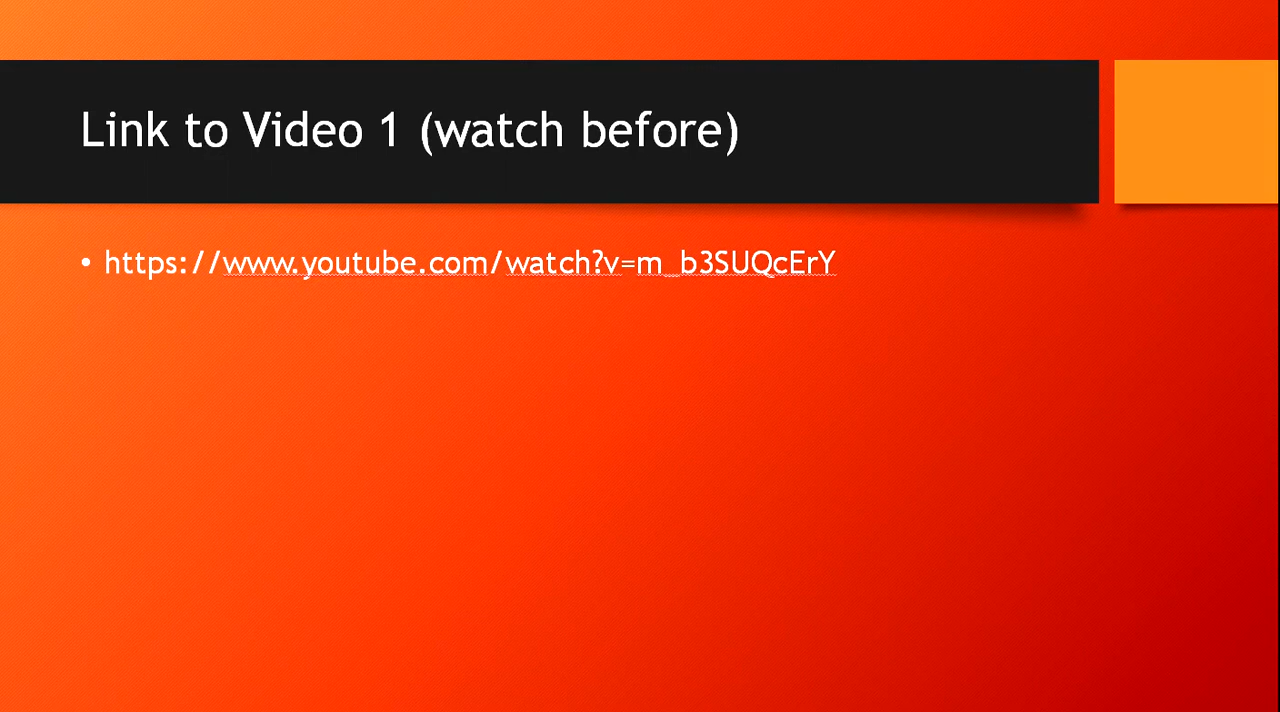 Link to Video 1 (watch before)
• https://www.youtube.com/watch?v=m_b3SUQcErY